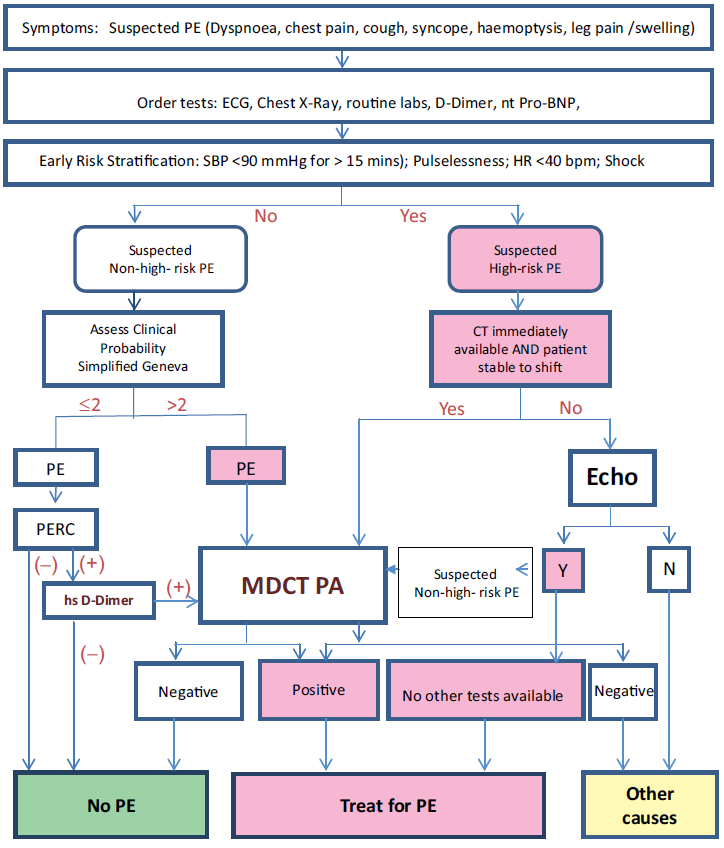 Symptoms: Suspected PE (Dyspnoea, chest pain, cough, syncope, haemoptysis, leg pain /swelling)
Order tests: ECG, Chest X-Ray, routine labs, D-Dimer, nt Pro-BNP,
Early Risk Stratification: SBP <90 mmHg for > 15 mins); Pulselessness; HR <40 bpm; Shock
No
Yes
Suspected
Non-high- risk PE
Suspected
High-risk PE
Assess Clinical
Probability
Simplified Geneva
CT immediately
available AND patient
stable to shift
≤2
>2
Yes
No
PE
PE
Echo
PERC
(–)
(+)
hs D-Dimer
(+)
MDCT PA
Suspected
Non-high- risk PE
Y
N
(–)
Negative
Positive
No other tests available
Negative
No PE
Treat for PE
Other
causes